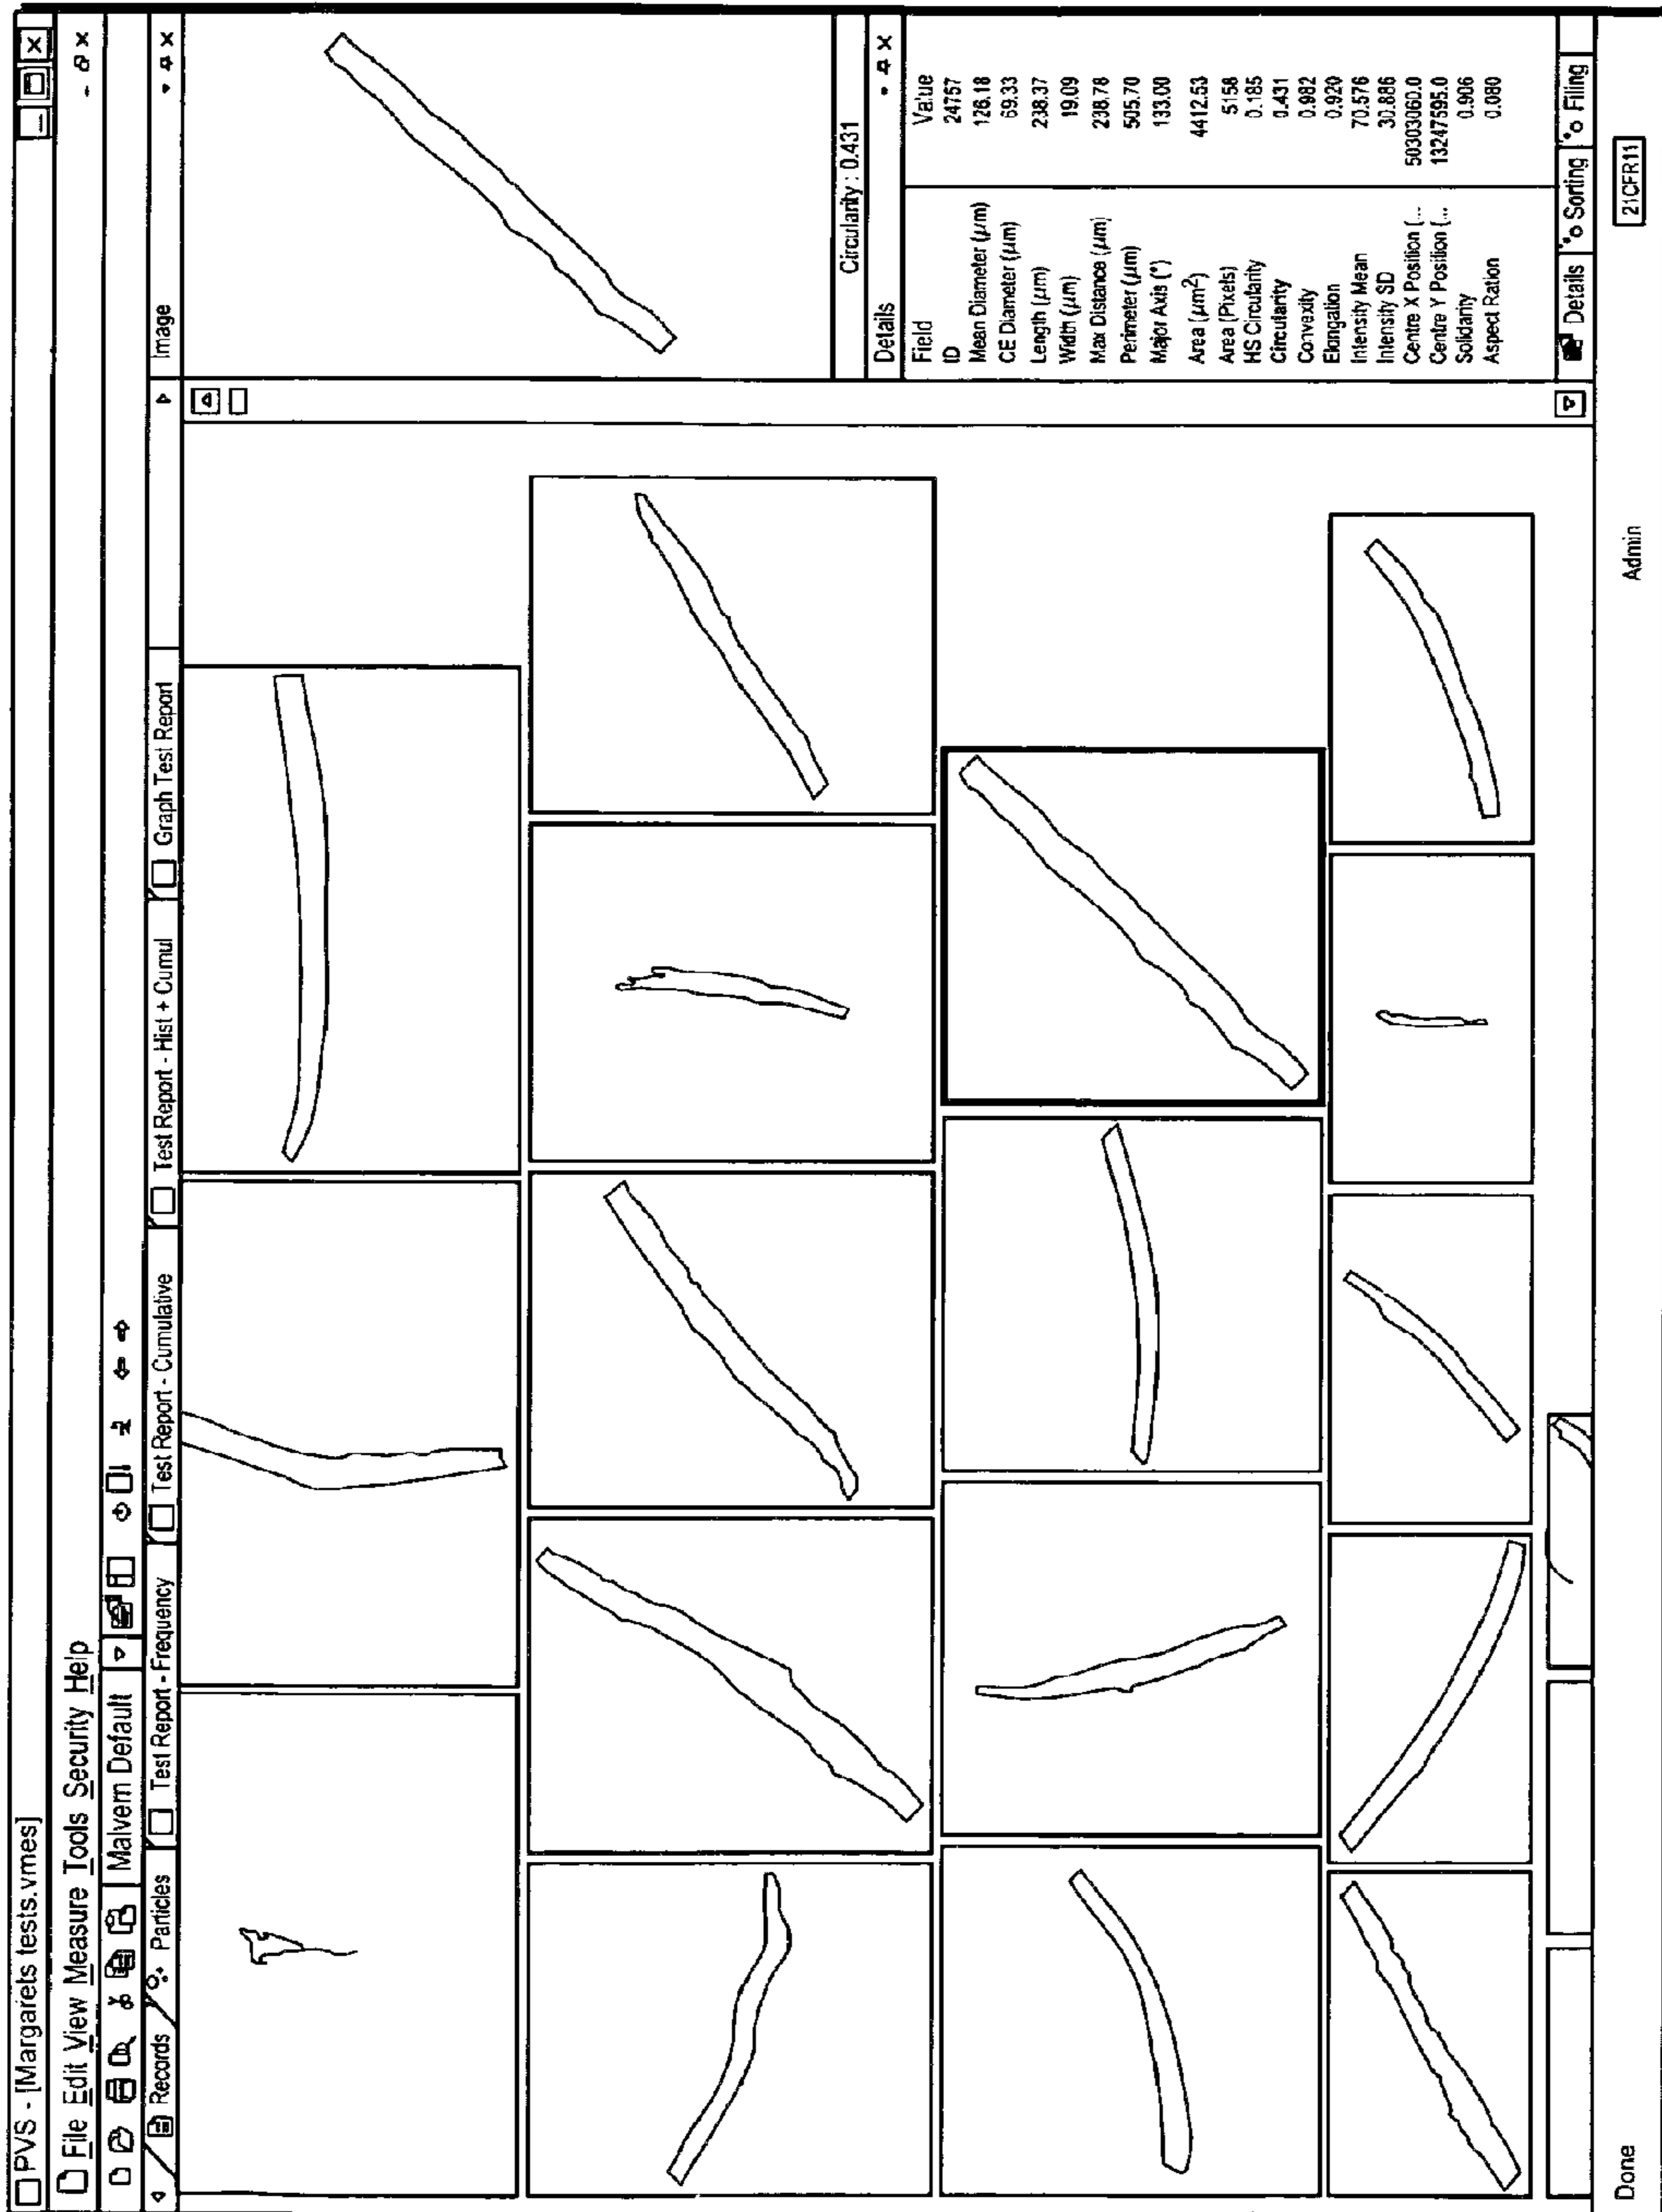 PVS - [Margarets tests.vmes]
File Edit View Measure Tools Security Help
Malvern Default
Records
Particles
Test Report - Frequency
Test Report - Cumulative
Test Report - Hist + Cumul
Graph Test Report
Image
Circularity : 0.431
Details
Field Value
ID 24757
Mean Diameter (μm) 126.18
CE Diameter (μm) 69.33
Length (μm) 238.37
Width (μm) 19.09
Max Distance (μm) 238.78
Perimeter (μm) 505.70
Major Axis (°) 133.00
Area (μm²) 4412.53
Area (Pixels) 5158
HS Circularity 0.185
Circularity 0.431
Convexity 0.982
Elongation 0.920
Intensity Mean 70.576
Intensity SD 30.886
Centre X Position (... 50303060.0
Centre Y Position (... 13247595.0
Solidarity 0.906
Aspect Ration 0.080
Details
Sorting
Filing
Done
Admin
21CFR11